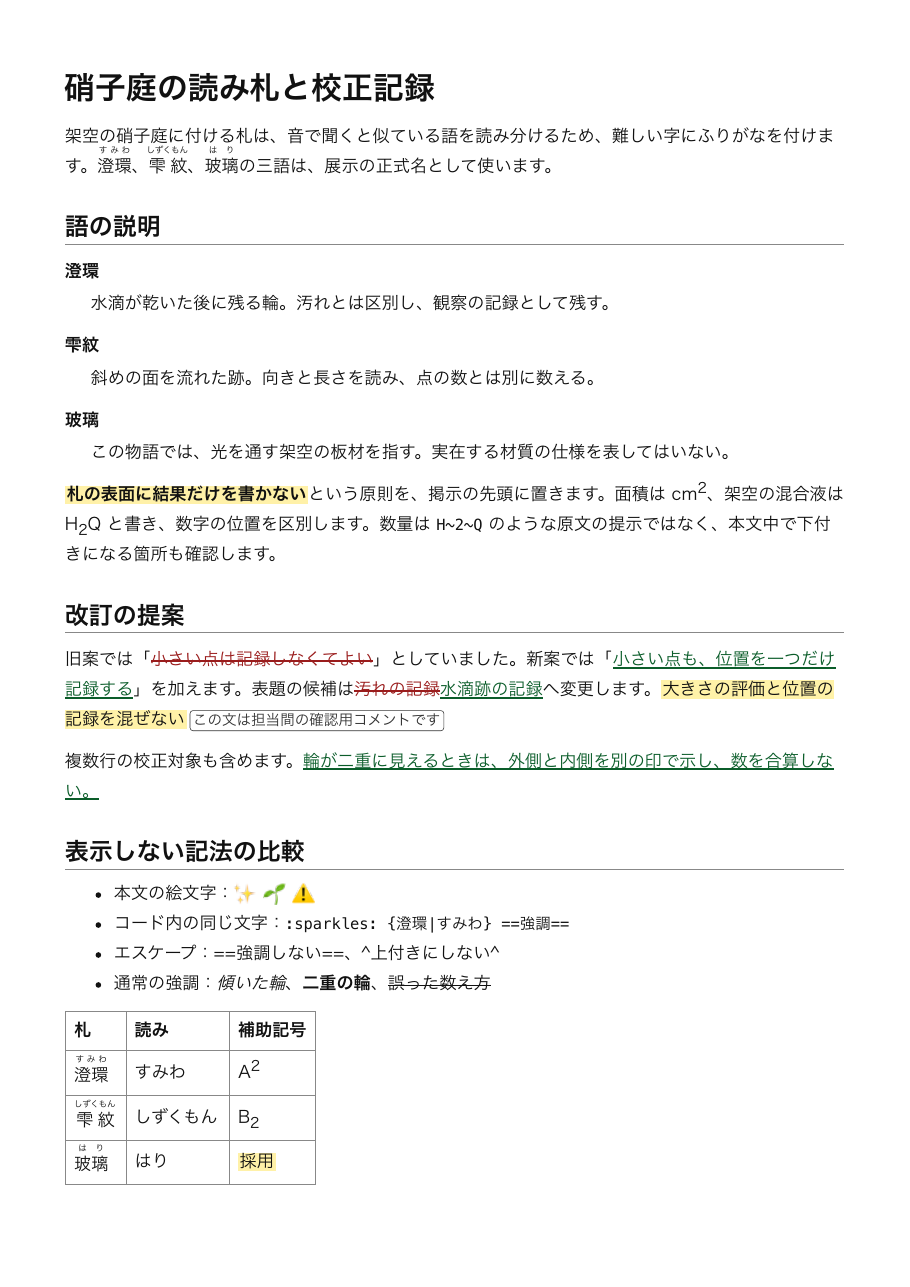 硝子庭の読み札と校正記録
架空の硝子庭に付ける札は、音で聞くと似ている語を読み分けるため、難しい字にふりがなを付けま
すみわ しずくもん はり
す。澄環、雫紋、玻璃の三語は、展示の正式名として使います。
語の説明
澄環
水滴が乾いた後に残る輪。汚れとは区別し、観察の記録として残す。
雫紋
斜めの面を流れた跡。向きと長さを読み、点の数とは別に数える。
玻璃
この物語では、光を通す架空の板材を指す。実在する材質の仕様を表してはいない。
札の表面に結果だけを書かないという原則を、掲示の先頭に置きます。面積は cm2、架空の混合液は
H2Q と書き、数字の位置を区別します。数量は H~2~Q のような原文の提示ではなく、本文中で下付
きになる箇所も確認します。
改訂の提案
旧案では「小さい点は記録しなくてよい」としていました。新案では「小さい点も、位置を一つだけ
記録する」を加えます。表題の候補は汚れの記録水滴跡の記録へ変更します。大きさの評価と位置の
記録を混ぜない この文は担当間の確認用コメントです
複数行の校正対象も含めます。輪が二重に見えるときは、外側と内側を別の印で示し、数を合算しな
い。
表示しない記法の比較
• 本文の絵文字：✨ 🌱 ⚠️
• コード内の同じ文字：:sparkles: {澄環|すみわ} ==強調==
• エスケープ：==強調しない==、^上付きにしない^
• 通常の強調：傾いた輪、二重の輪、誤った数え方
札 読み 補助記号
すみわ
澄環 すみわ A2
しずくもん
雫紋 しずくもん B2
はり
玻璃 はり 採用